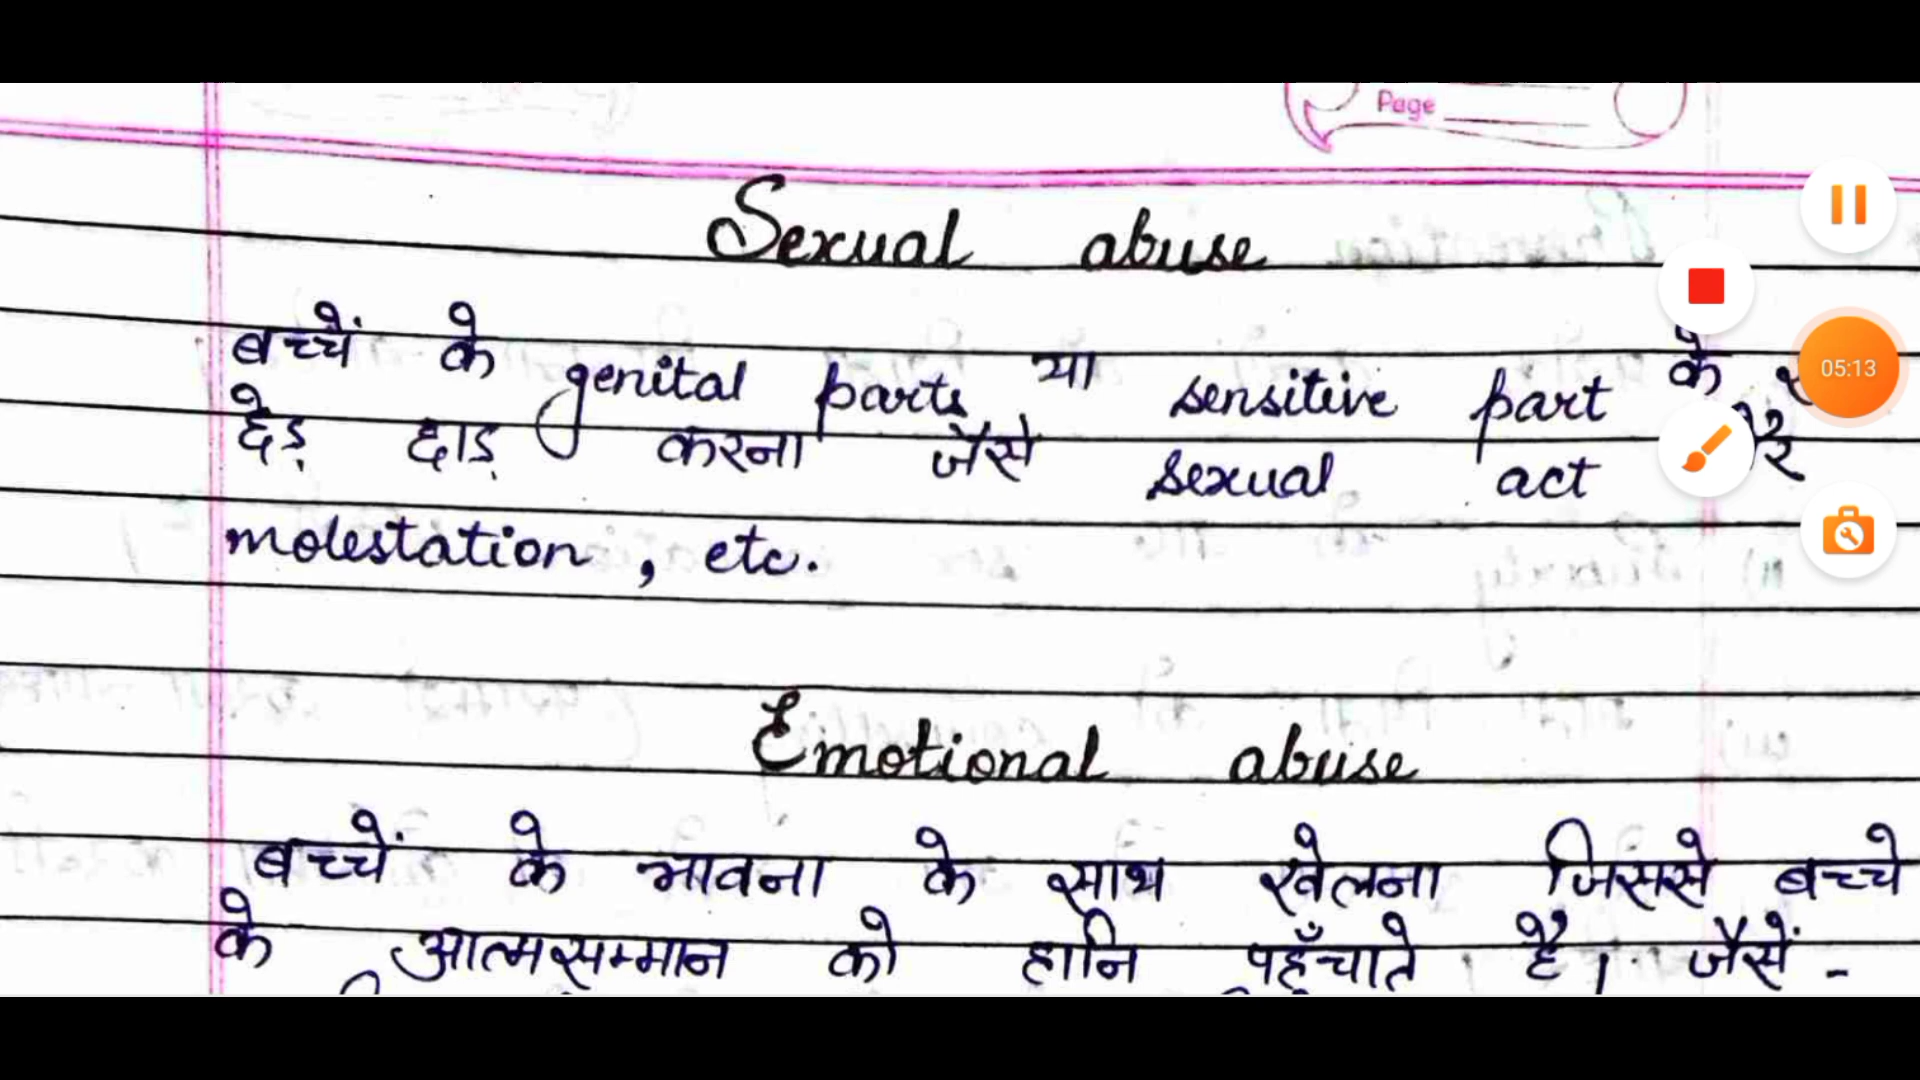 Page
Sexual abuse
बच्चें के genital parts या sensitive part के
छेड़ छाड़ करना जैसे sexual act
molestation, etc.
Emotional abuse
बच्चें के भावना के साथ खेलना जिससे बच्चे
के आत्मसम्मान को हानि पहुँचाते है। जैसें -
05:13